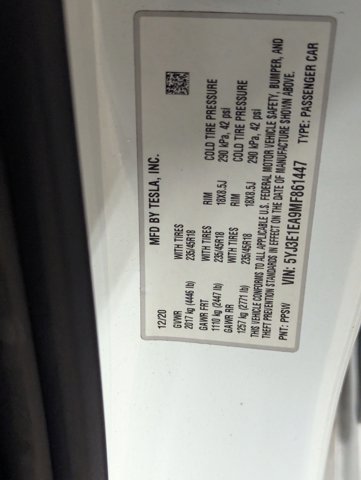 MFD BY TESLA, INC.
12/20
GVWR
2017 kg (4446 lb)
GAWR FRT WITH TIRES RIM COLD TIRE PRESSURE
1110 kg (2447 lb) 235/45R18 18X8.5J 290 kPa, 42 psi
GAWR RR WITH TIRES RIM COLD TIRE PRESSURE
1257 kg (2771 lb) 235/45R18 18X8.5J 290 kPa, 42 psi
THIS VEHICLE CONFORMS TO ALL APPLICABLE U.S. FEDERAL MOTOR VEHICLE SAFETY, BUMPER, AND
THEFT PREVENTION STANDARDS IN EFFECT ON THE DATE OF MANUFACTURE SHOWN ABOVE.
VIN: 5YJ3E1EA9MF861447
PNT: PPSW TYPE: PASSENGER CAR